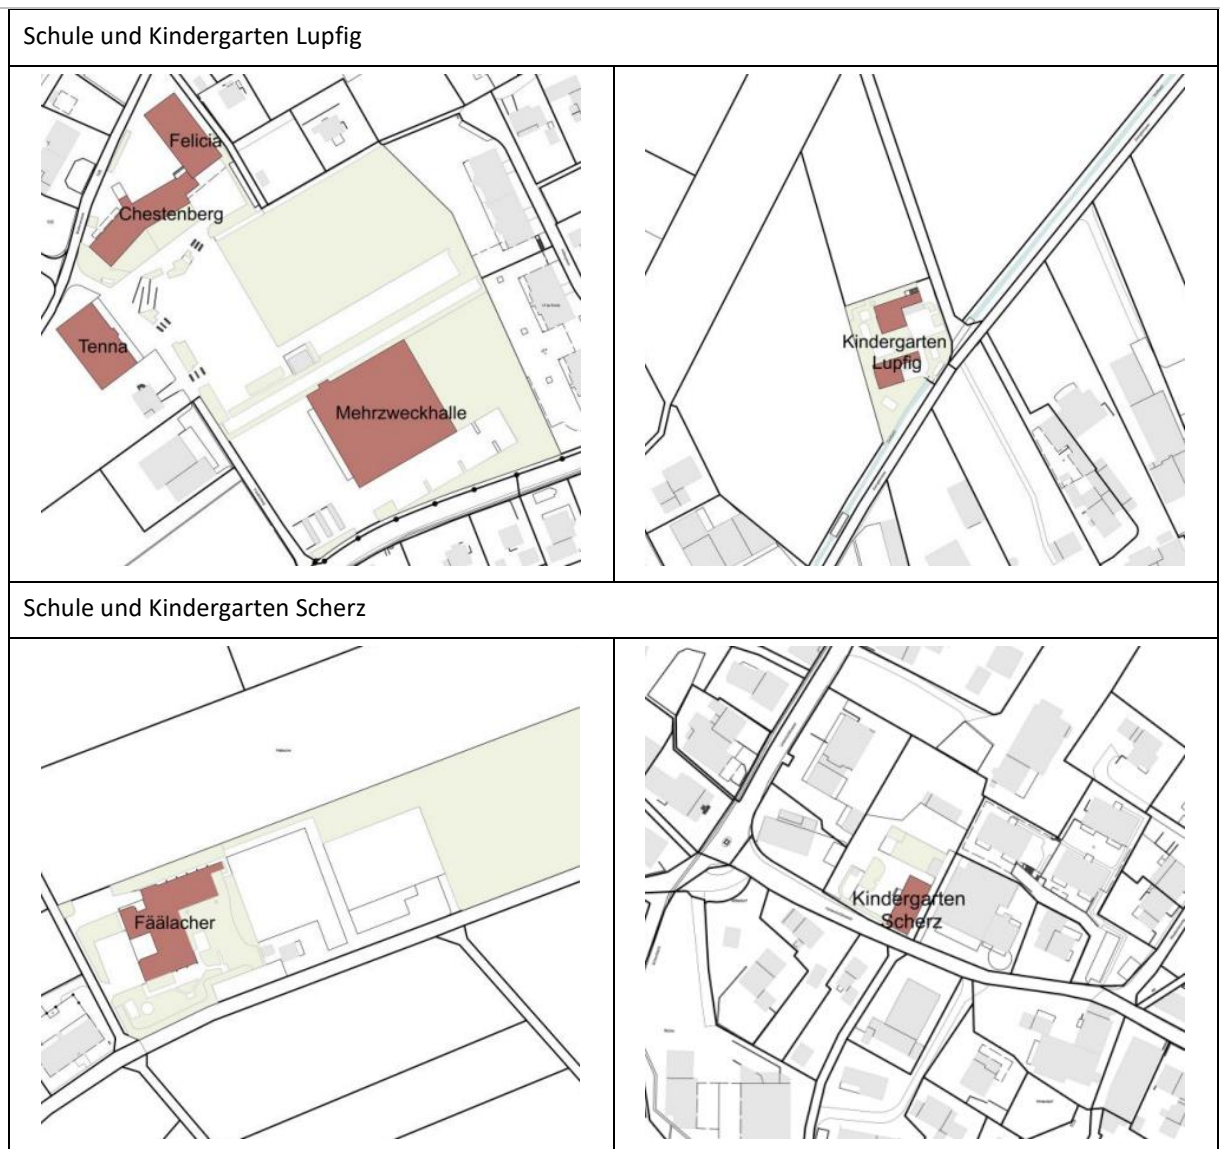 Schule und Kindergarten Lupfig
Felicia
Chestenberg
Tenna
Mehrzweckhalle
Kindergarten
Lupfig
Schule und Kindergarten Scherz
Fäälacher
Kindergarten
Scherz